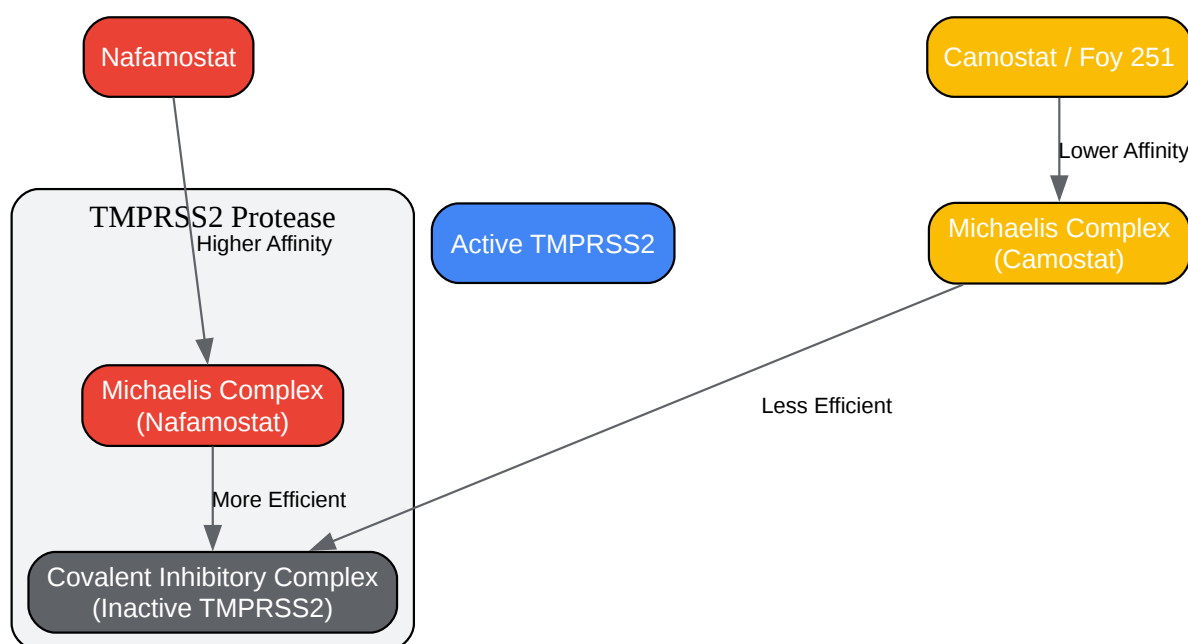 Nafamostat
Camostat / Foy 251
Lower Affinity
TMPRSS2 Protease
Higher Affinity
Active TMPRSS2
Michaelis Complex
(Camostat)
Michaelis Complex
(Nafamostat)
Less Efficient
More Efficient
Covalent Inhibitory Complex
(Inactive TMPRSS2)